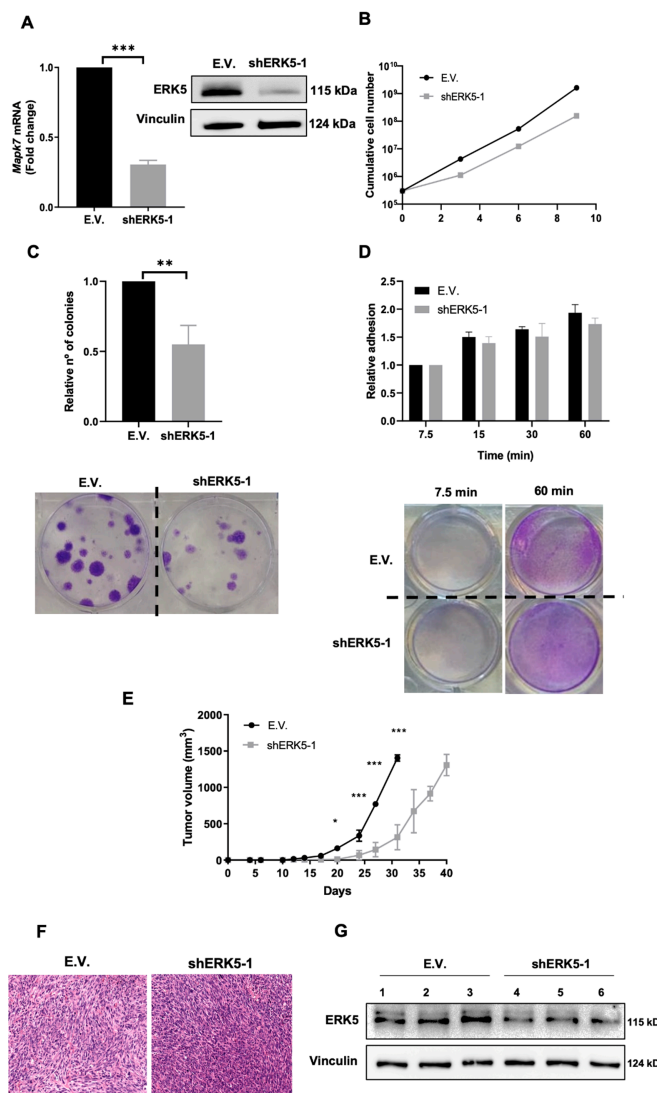 A
***
Mapk7 mRNA
(Fold change)
1.0
0.5
0.0
E.V.
shERK5-1
E.V. shERK5-1
ERK5
115 kDa
Vinculin
124 kDa
B
Cumulative cell number
10^10
10^9
10^8
10^7
10^6
10^5
0 2 4 6 8 10
E.V.
shERK5-1
C
**
Relative nº of colonies
1.0
0.5
0.0
E.V. shERK5-1
E.V. shERK5-1
D
Relative adhesion
2.5
2.0
1.5
1.0
0.5
0.0
E.V.
shERK5-1
7.5 15 30 60
Time (min)
7.5 min 60 min
E.V.
shERK5-1
E
Tumor volume (mm³)
2000
1500
1000
500
0
E.V.
shERK5-1
*
***
***
***
0 5 10 15 20 25 30 35 40
Days
F
E.V. shERK5-1
G
E.V. shERK5-1
1 2 3 4 5 6
ERK5
115 kD
Vinculin
124 kD